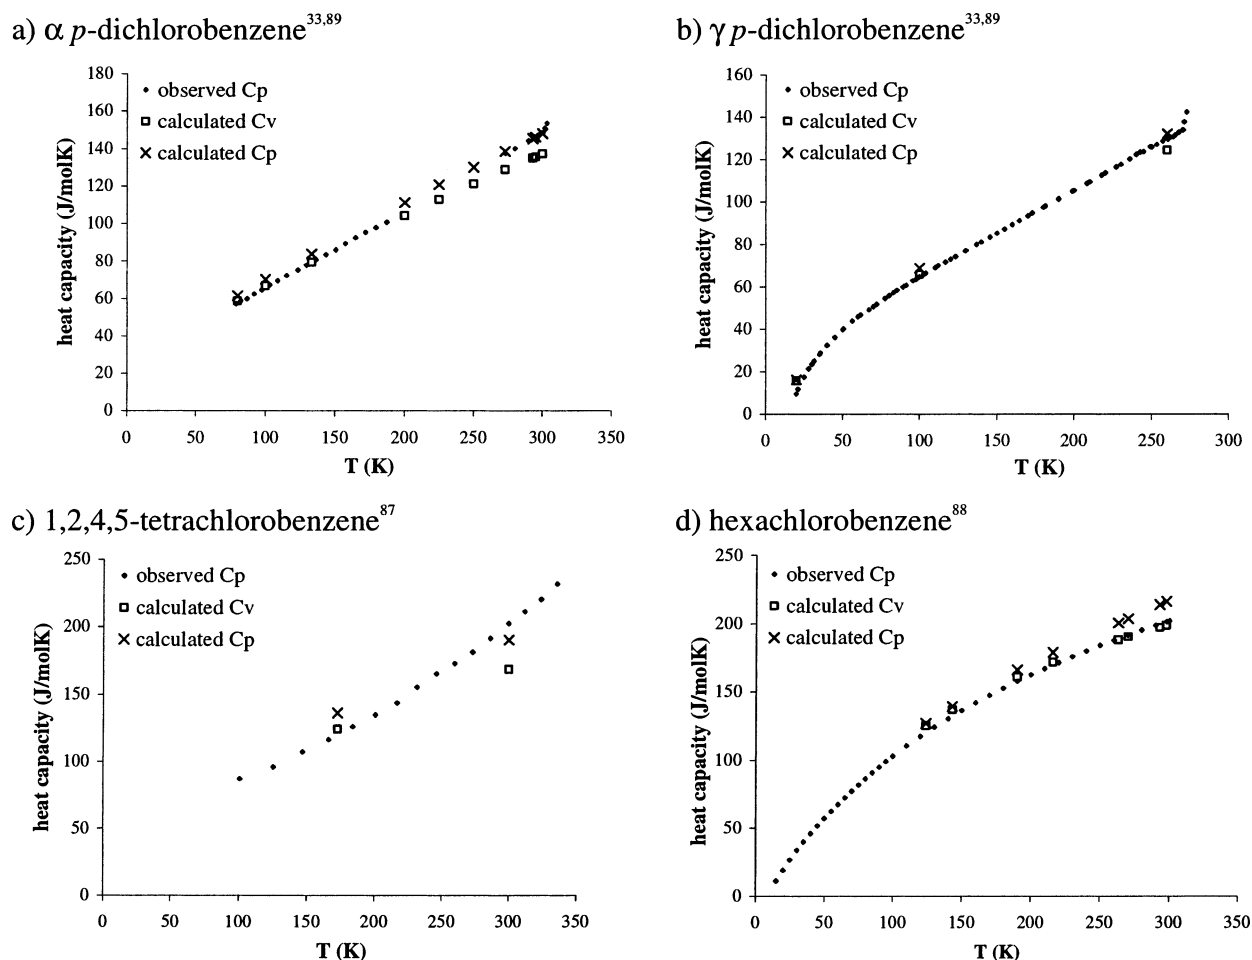 a) α p-dichlorobenzene33,89
heat capacity (J/molK)
180
160
140
120
100
80
60
40
20
0
observed Cp
calculated Cv
calculated Cp
0 50 100 150 200 250 300 350
T (K)
b) γ p-dichlorobenzene33,89
heat capacity (J/molK)
160
140
120
100
80
60
40
20
0
observed Cp
calculated Cv
calculated Cp
0 50 100 150 200 250 300
T (K)
c) 1,2,4,5-tetrachlorobenzene87
heat capacity (J/molK)
250
200
150
100
50
0
observed Cp
calculated Cv
calculated Cp
0 50 100 150 200 250 300 350
T (K)
d) hexachlorobenzene88
heat capacity (J/molK)
250
200
150
100
50
0
observed Cp
calculated Cv
calculated Cp
0 50 100 150 200 250 300 350
T (K)